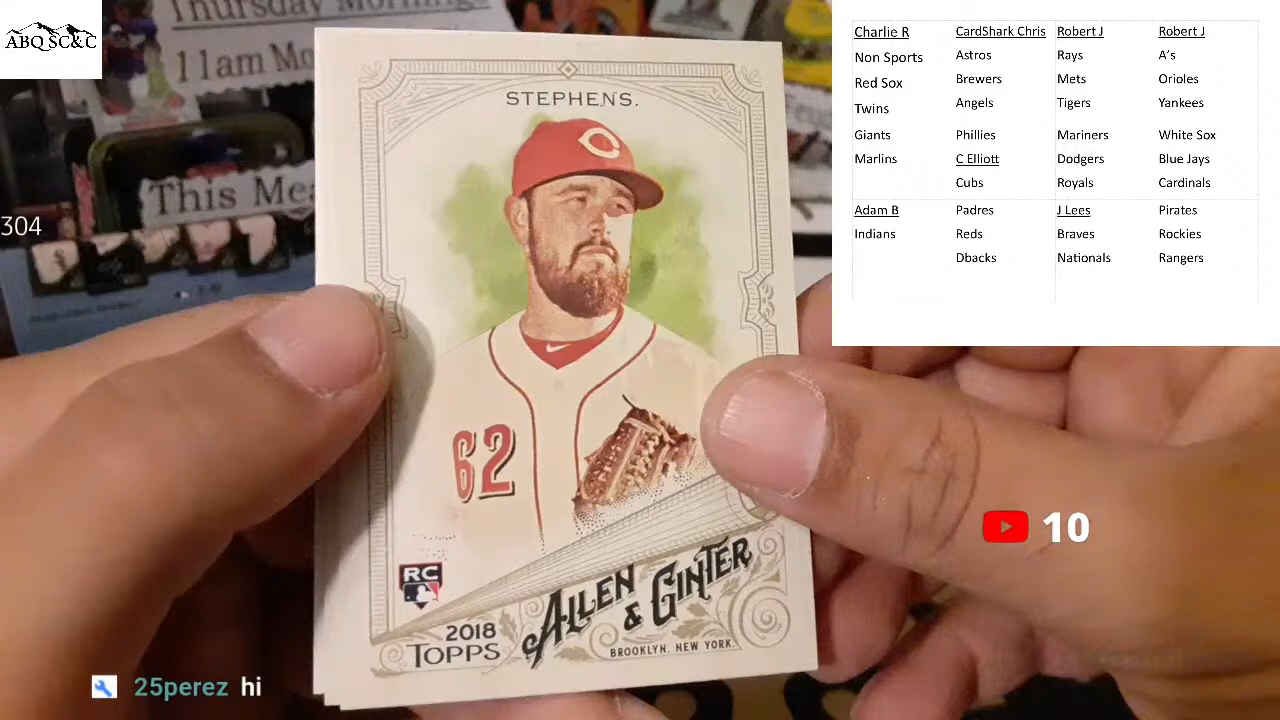 Thursday Morning
11am Mo
This Mea
ABQ SC&C
304
STEPHENS.
62
RC
2018
TOPPS
ALLEN
& GINTER
BROOKLYN. NEW YORK.
Charlie R
Non Sports
Red Sox
Twins
Giants
Marlins
Adam B
Indians
CardShark Chris
Astros
Brewers
Angels
Phillies
C Elliott
Cubs
Padres
Reds
Dbacks
Robert J
Rays
Mets
Tigers
Mariners
Dodgers
Royals
J Lees
Braves
Nationals
Robert J
A's
Orioles
Yankees
White Sox
Blue Jays
Cardinals
Pirates
Rockies
Rangers
10
25perez hi